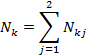 N_k = \sum_{j=1}^{2} N_{kj}